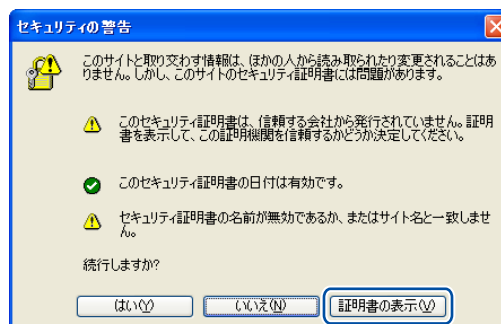 セキュリティの警告
このサイトと取り交わす情報は、ほかの人から読み取られたり変更されることはあ
りません。しかし、このサイトのセキュリティ証明書には問題があります。
このセキュリティ証明書は、信頼する会社から発行されていません。証明
書を表示して、この証明機関を信頼するかどうか決定してください。
このセキュリティ証明書の日付は有効です。
セキュリティ証明書の名前が無効であるか、またはサイト名と一致しませ
ん。
続行しますか?
はい(Y) いいえ(N) 証明書の表示(V)